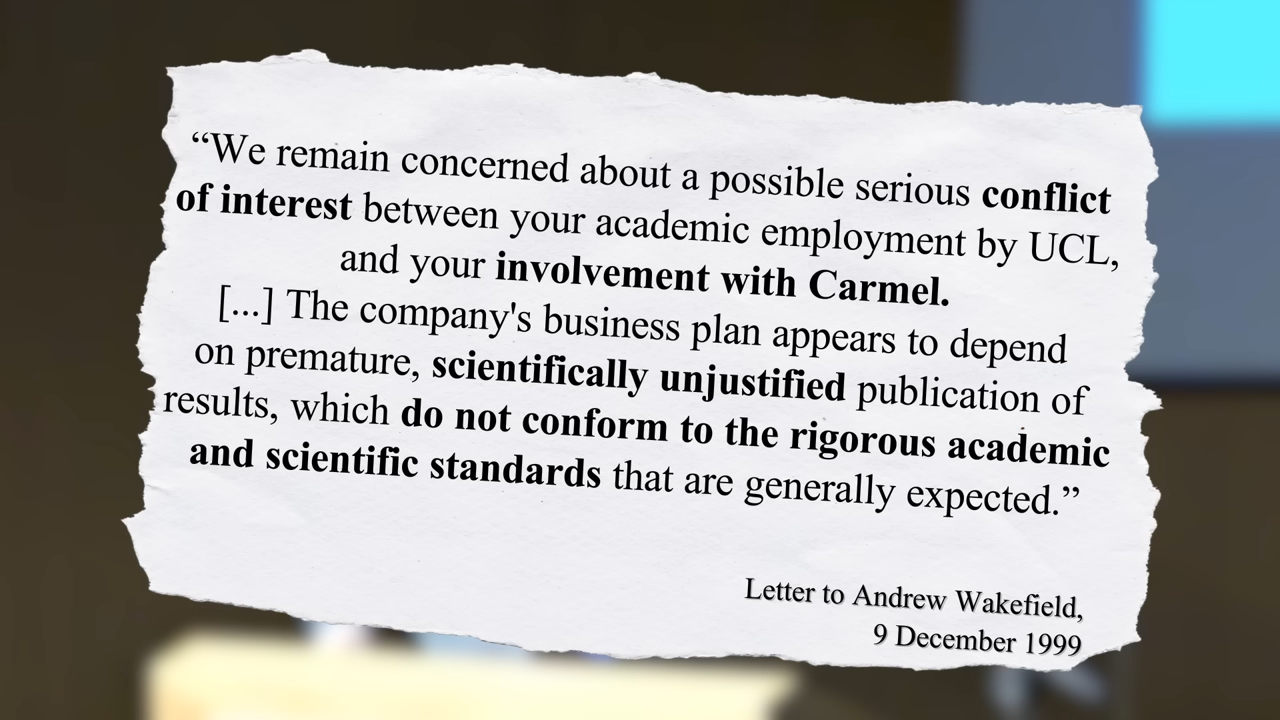 “We remain concerned about a possible serious conflict
of interest between your academic employment by UCL,
and your involvement with Carmel.
[...] The company's business plan appears to depend
on premature, scientifically unjustified publication of
results, which do not conform to the rigorous academic
and scientific standards that are generally expected.”
Letter to Andrew Wakefield,
9 December 1999